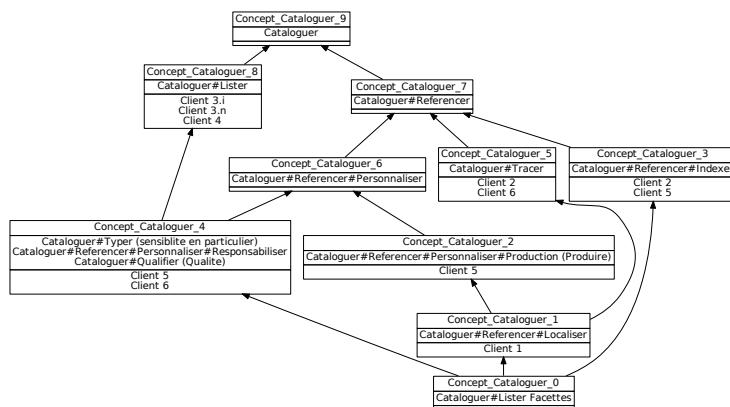 Concept_Cataloguer_9
Cataloguer
Concept_Cataloguer_8
Cataloguer#Lister
Client 3.i
Client 3.n
Client 4
Concept_Cataloguer_7
Cataloguer#Referencer
Concept_Cataloguer_6
Cataloguer#Referencer#Personnaliser
Concept_Cataloguer_5
Cataloguer#Tracer
Client 2
Client 6
Concept_Cataloguer_3
Cataloguer#Referencer#Indexer
Client 2
Client 5
Concept_Cataloguer_4
Cataloguer#Typer (sensiblite en particulier)
Cataloguer#Referencer#Personnaliser#Responsabiliser
Cataloguer#Qualifier (Qualite)
Client 5
Client 6
Concept_Cataloguer_2
Cataloguer#Referencer#Personnaliser#Production (Produire)
Client 5
Concept_Cataloguer_1
Cataloguer#Referencer#Localiser
Client 1
Concept_Cataloguer_0
Cataloguer#Lister Facettes